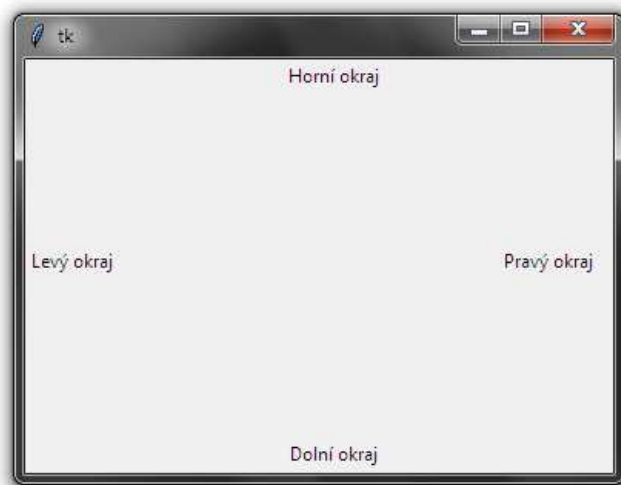 tk
Horní okraj
Levý okraj
Pravý okraj
Dolní okraj